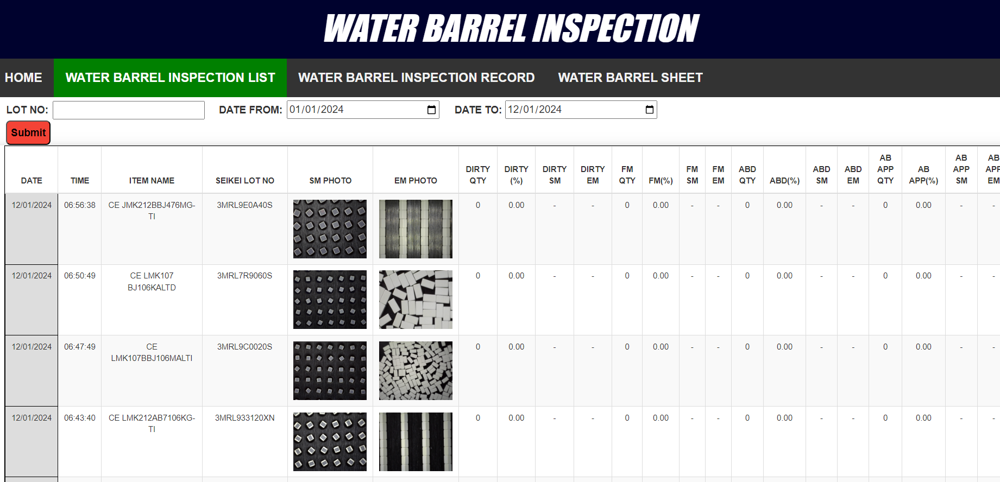 WATER BARREL INSPECTION
HOME WATER BARREL INSPECTION LIST WATER BARREL INSPECTION RECORD WATER BARREL SHEET
LOT NO: DATE FROM: 01/01/2024 DATE TO: 12/01/2024
Submit
DATE TIME ITEM NAME SEIKEI LOT NO SM PHOTO EM PHOTO DIRTY QTY DIRTY (%) DIRTY SM DIRTY EM FM QTY FM(%) FM SM FM EM ABD QTY ABD(%) ABD SM ABD EM AB APP QTY AB APP(%) AB APP SM AB APP EM
12/01/2024 06:56:38 CE JMK212BBJ476MG-TI 3MRL9E0A40S 0 0.00 - - 0 0.00 - - 0 0.00 - - 0 0.00 - -
12/01/2024 06:50:49 CE LMK107 BJ106KALTD 3MRL7R9060S 0 0.00 - - 0 0.00 - - 0 0.00 - - 0 0.00 - -
12/01/2024 06:47:49 CE LMK107BBJ106MALTI 3MRL9C0020S 0 0.00 - - 0 0.00 - - 0 0.00 - - 0 0.00 - -
12/01/2024 06:43:40 CE LMK212AB7106KG-TI 3MRL933120XN 0 0.00 - - 0 0.00 - - 0 0.00 - - 0 0.00 - -